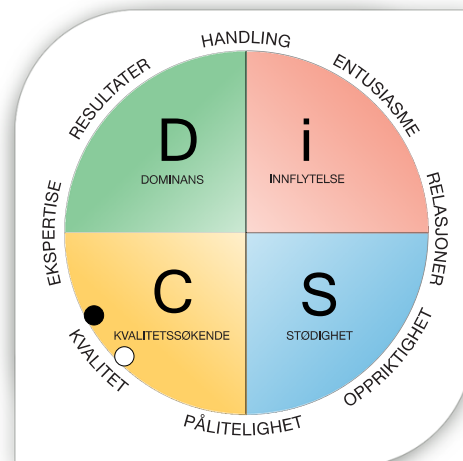 HANDLING
RESULTATER
ENTUSIASME
D
DOMINANS
i
INNFLYTELSE
EKSPERTISE
RELASJONER
C
KVALITETSSØKENDE
S
STØDIGHET
KVALITET
OPPRIKTIGHET
PÅLITELIGHET